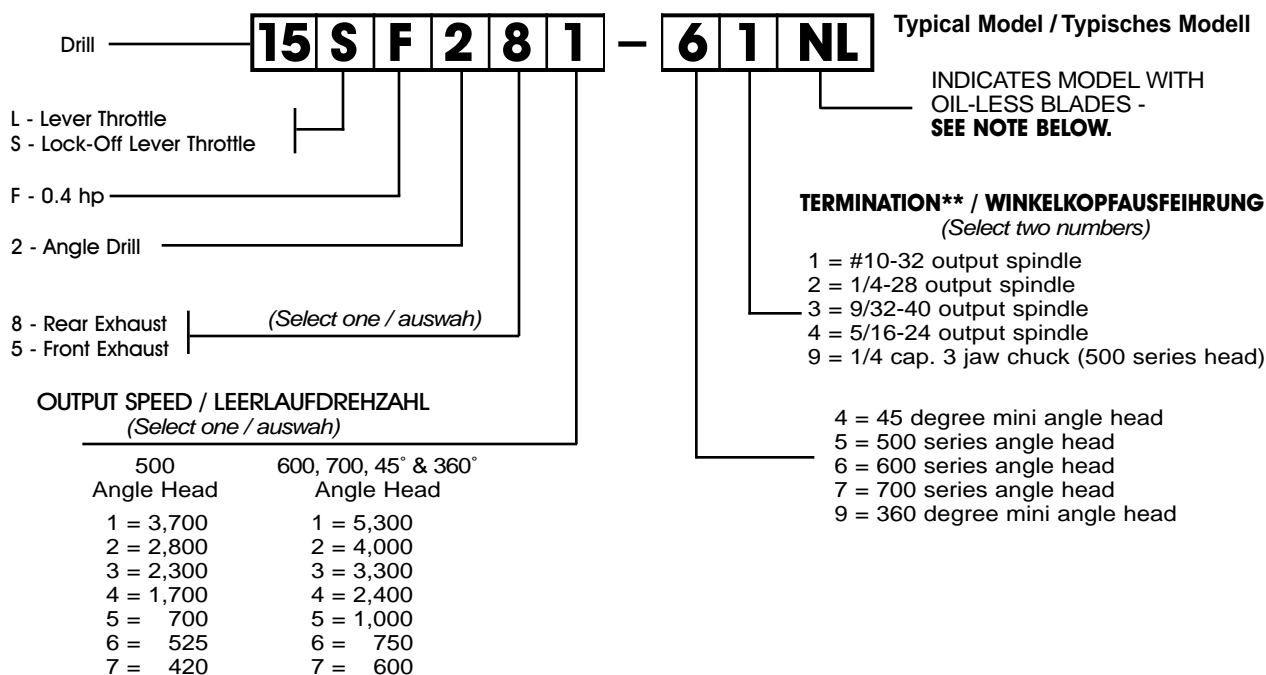 Typical Model / Typisches Modell
Drill
15 S F 2 8 1 – 6 1 NL
INDICATES MODEL WITH
OIL-LESS BLADES -
SEE NOTE BELOW.
L - Lever Throttle
S - Lock-Off Lever Throttle
F - 0.4 hp
2 - Angle Drill
8 - Rear Exhaust
5 - Front Exhaust
(Select one / auswah)
OUTPUT SPEED / LEERLAUFDREHZAHL
(Select one / auswah)
500
Angle Head
1 = 3,700
2 = 2,800
3 = 2,300
4 = 1,700
5 = 700
6 = 525
7 = 420
600, 700, 45° & 360°
Angle Head
1 = 5,300
2 = 4,000
3 = 3,300
4 = 2,400
5 = 1,000
6 = 750
7 = 600
TERMINATION** / WINKELKOPFAUSFEIHRUNG
(Select two numbers)
1 = #10-32 output spindle
2 = 1/4-28 output spindle
3 = 9/32-40 output spindle
4 = 5/16-24 output spindle
9 = 1/4 cap. 3 jaw chuck (500 series head)
4 = 45 degree mini angle head
5 = 500 series angle head
6 = 600 series angle head
7 = 700 series angle head
9 = 360 degree mini angle head